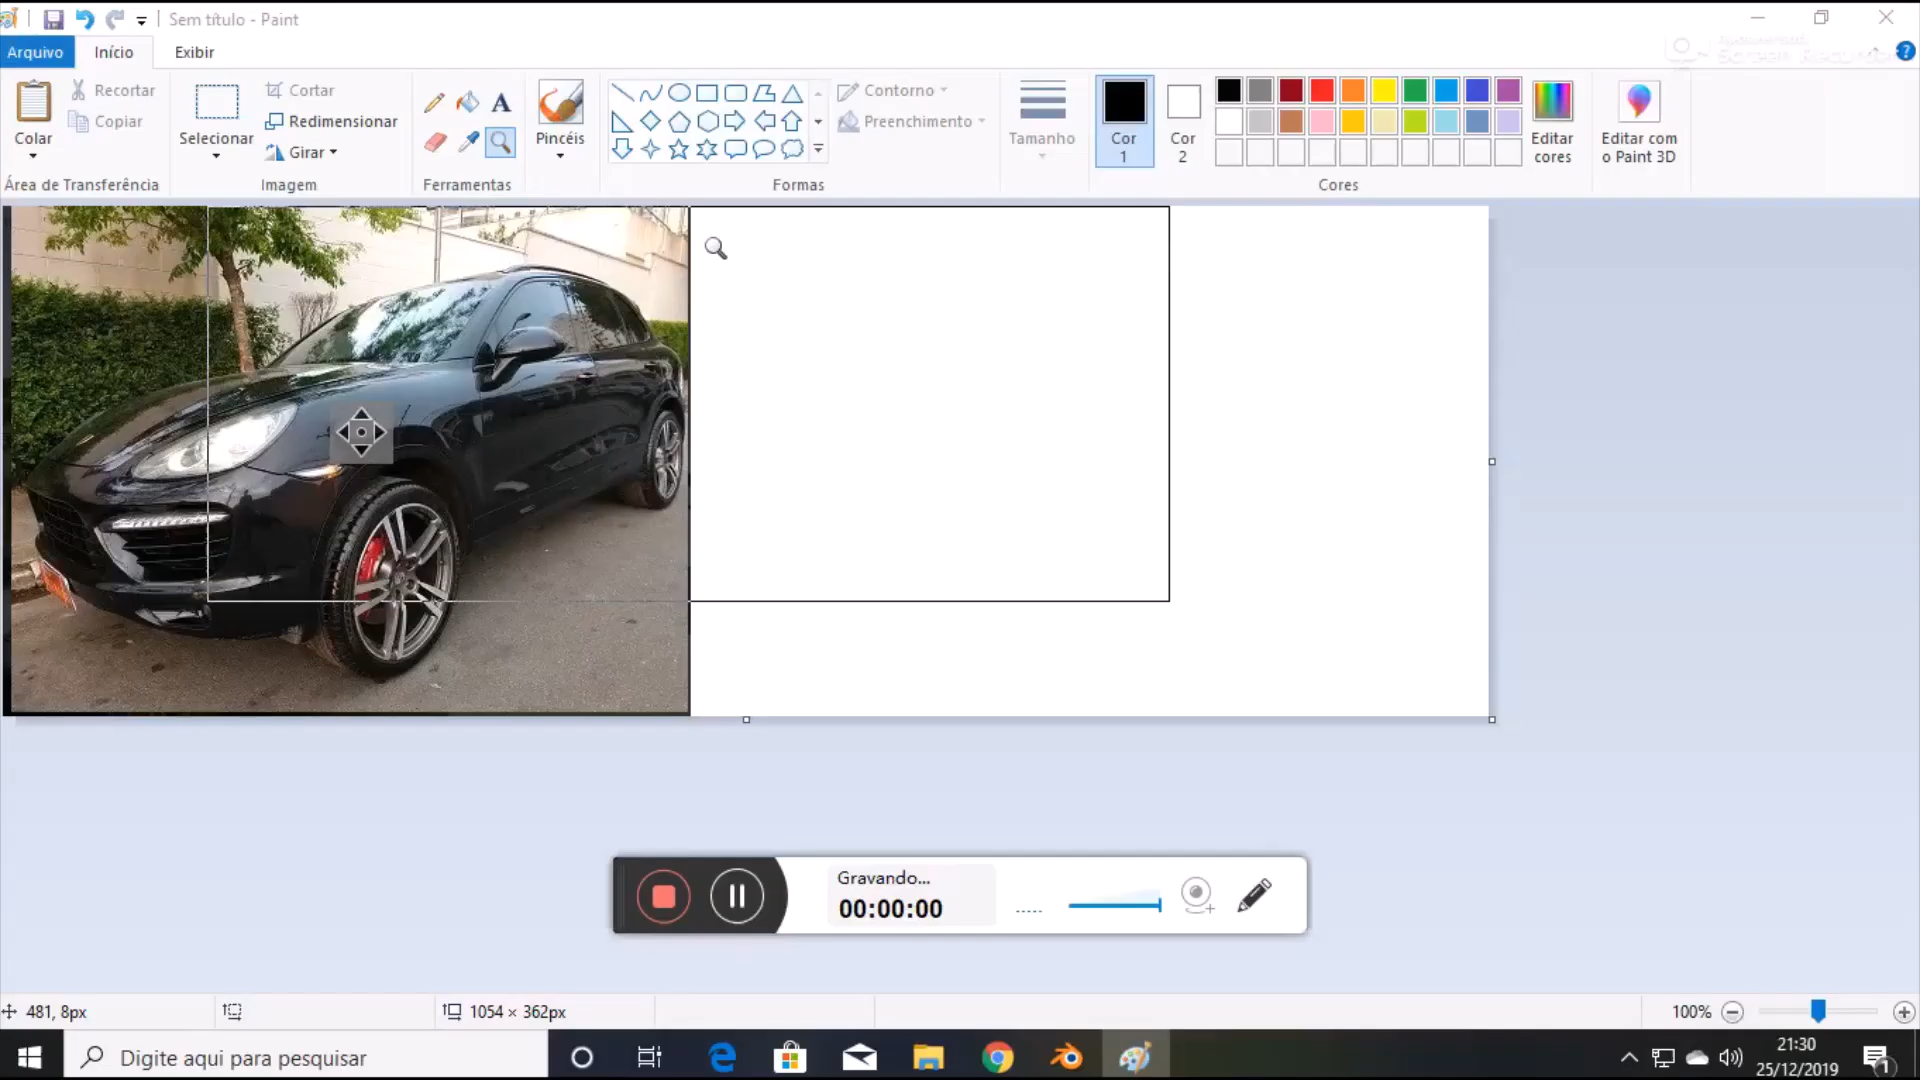 Sem título - Paint
Arquivo
Início
Exibir
Colar
Recortar
Copiar
Área de Transferência
Selecionar
Cortar
Redimensionar
Girar
Imagem
A
Ferramentas
Pincéis
Contorno
Preenchimento
Formas
Tamanho
Cor
1
Cor
2
Cores
Editar
cores
Editar com
o Paint 3D
Gravando...
00:00:00
481, 8px
1054 × 362px
100%
Digite aqui para pesquisar
21:30
25/12/2019
1